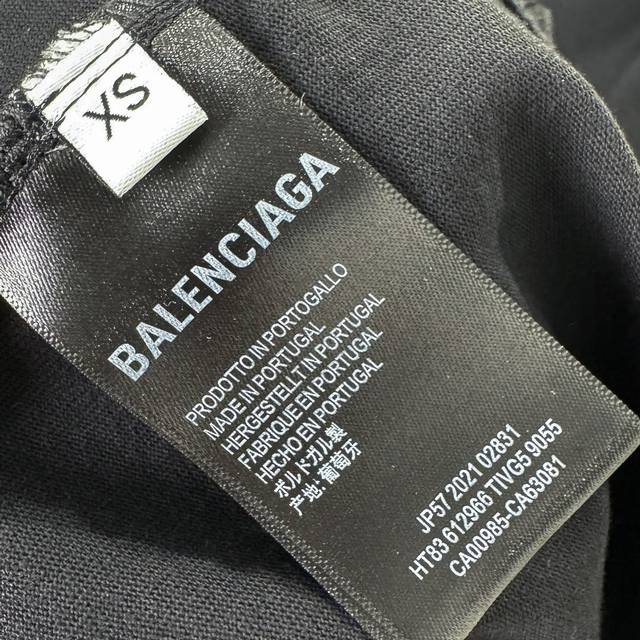 XS
BALENCIAGA
PRODOTTO IN PORTOGALLO
MADE IN PORTUGAL
HERGESTELLT IN PORTUGAL
FABRIQUE EN PORTUGAL
HECHO EN PORTUGAL
ポルドガル製
产地:葡萄牙
JP57 2021 02831
HT83 612966 TIVG5 9055
CA00985-CA63081